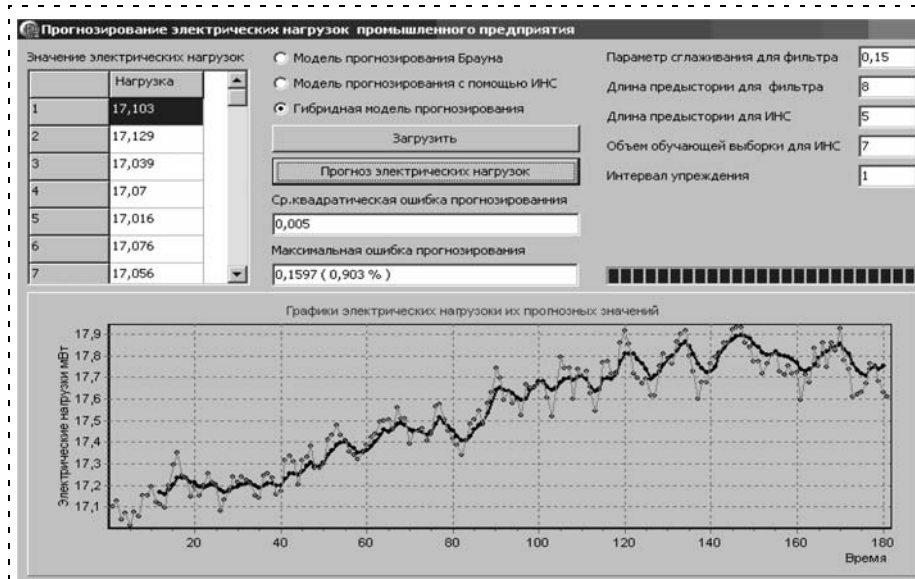 Прогнозирование электрических нагрузок промышленного предприятия
Значение электрических нагрузок
Нагрузка
1 17,103
2 17,129
3 17,039
4 17,07
5 17,016
6 17,076
7 17,056
Модель прогнозирования Брауна
Модель прогнозирования с помощью ИНС
Гибридная модель прогнозирования
Загрузить
Прогноз электрических нагрузок
Ср.квадратическая ошибка прогнозированния
0,005
Максимальная ошибка прогнозирования
0,1597 ( 0,903 % )
Параметр сглаживания для фильтра 0,15
Длина предыстории для фильтра 8
Длина предыстории для ИНС 5
Объем обучающей выборки для ИНС 7
Интервал упреждения 1
Графики электрических нагрузоки их прогнозных значений
Электрические нагрузки мВт
17,9
17,8
17,7
17,6
17,5
17,4
17,3
17,2
17,1
20 40 60 80 100 120 140 160 180
Время